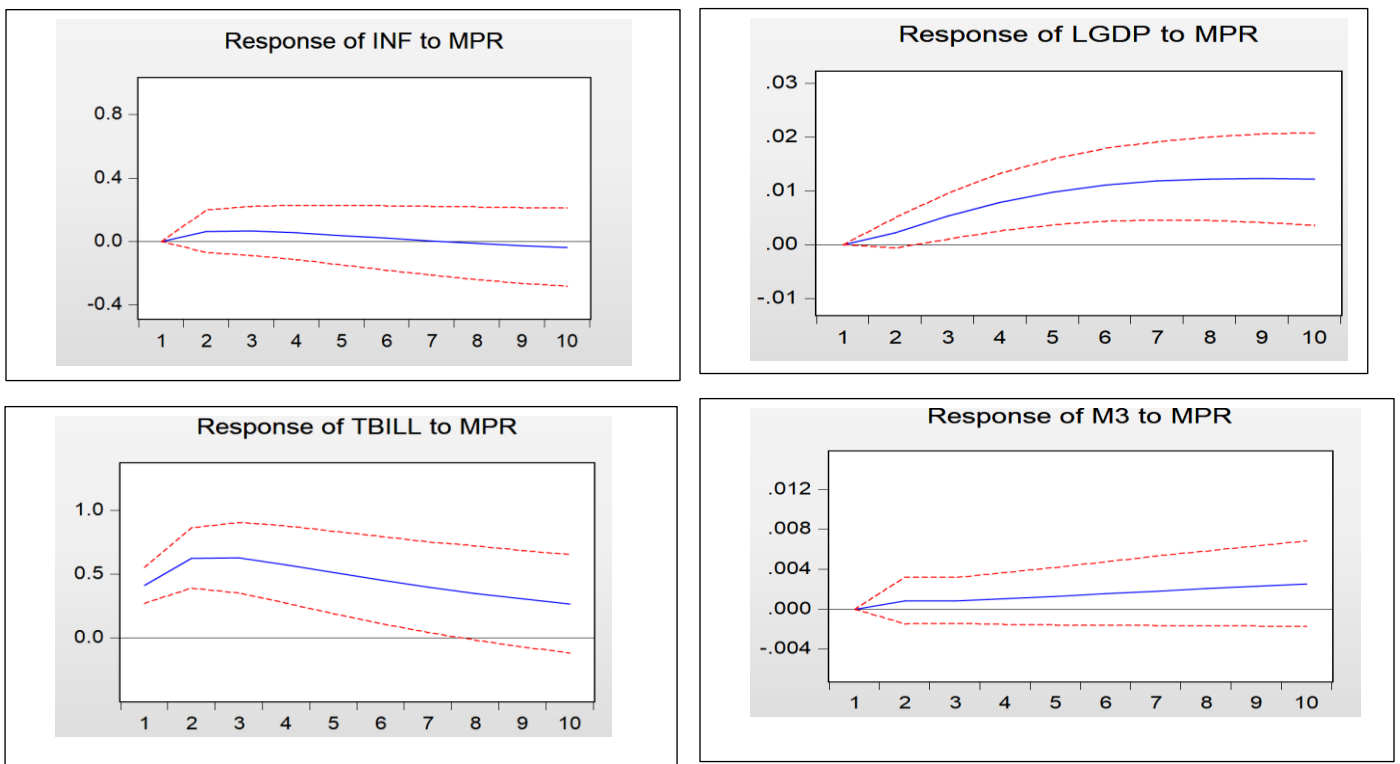 Response of INF to MPR
0.8
0.4
0.0
-0.4
1 2 3 4 5 6 7 8 9 10
Response of LGDP to MPR
.03
.02
.01
.00
-.01
1 2 3 4 5 6 7 8 9 10
Response of TBILL to MPR
1.0
0.5
0.0
1 2 3 4 5 6 7 8 9 10
Response of M3 to MPR
.012
.008
.004
.000
-.004
1 2 3 4 5 6 7 8 9 10